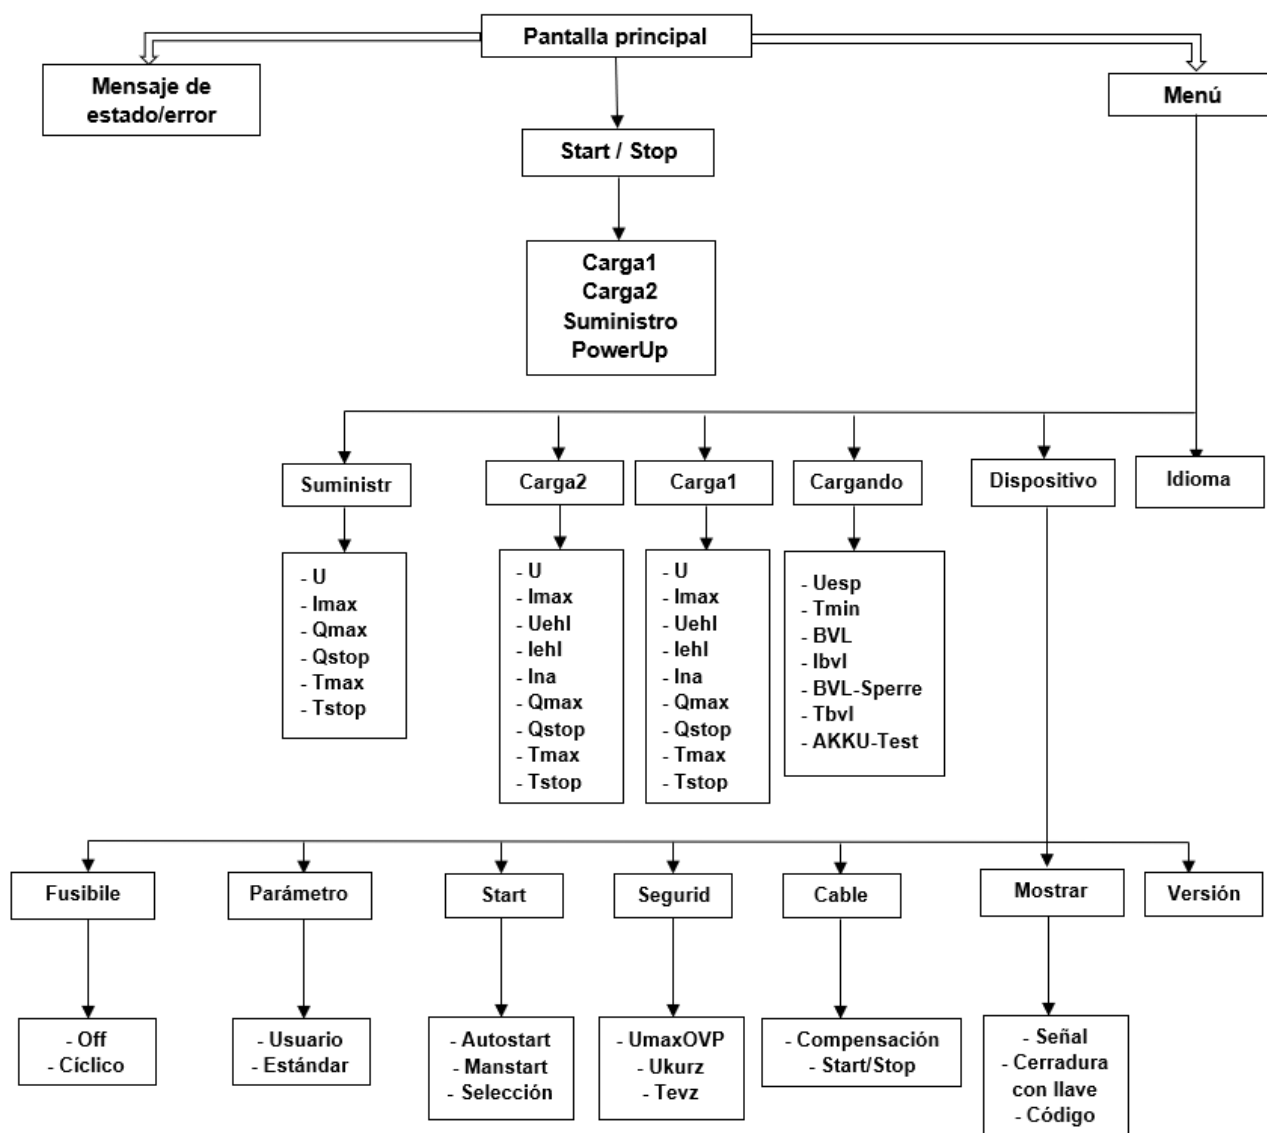 Pantalla principal
Mensaje de
estado/error
Menú
Start / Stop
Carga1
Carga2
Suministro
PowerUp
Suministr
Carga2
Carga1
Cargando
Dispositivo
Idioma
- U
- Imax
- Qmax
- Qstop
- Tmax
- Tstop
- U
- Imax
- Uehl
- Iehl
- Ina
- Qmax
- Qstop
- Tmax
- Tstop
- U
- Imax
- Uehl
- Iehl
- Ina
- Qmax
- Qstop
- Tmax
- Tstop
- Uesp
- Tmin
- BVL
- Ibvl
- BVL-Sperre
- Tbvl
- AKKU-Test
Fusibile
Parámetro
Start
Segurid
Cable
Mostrar
Versión
- Off
- Cíclico
- Usuario
- Estándar
- Autostart
- Manstart
- Selección
- UmaxOVP
- Ukurz
- Tevz
- Compensación
- Start/Stop
- Señal
- Cerradura
con llave
- Código